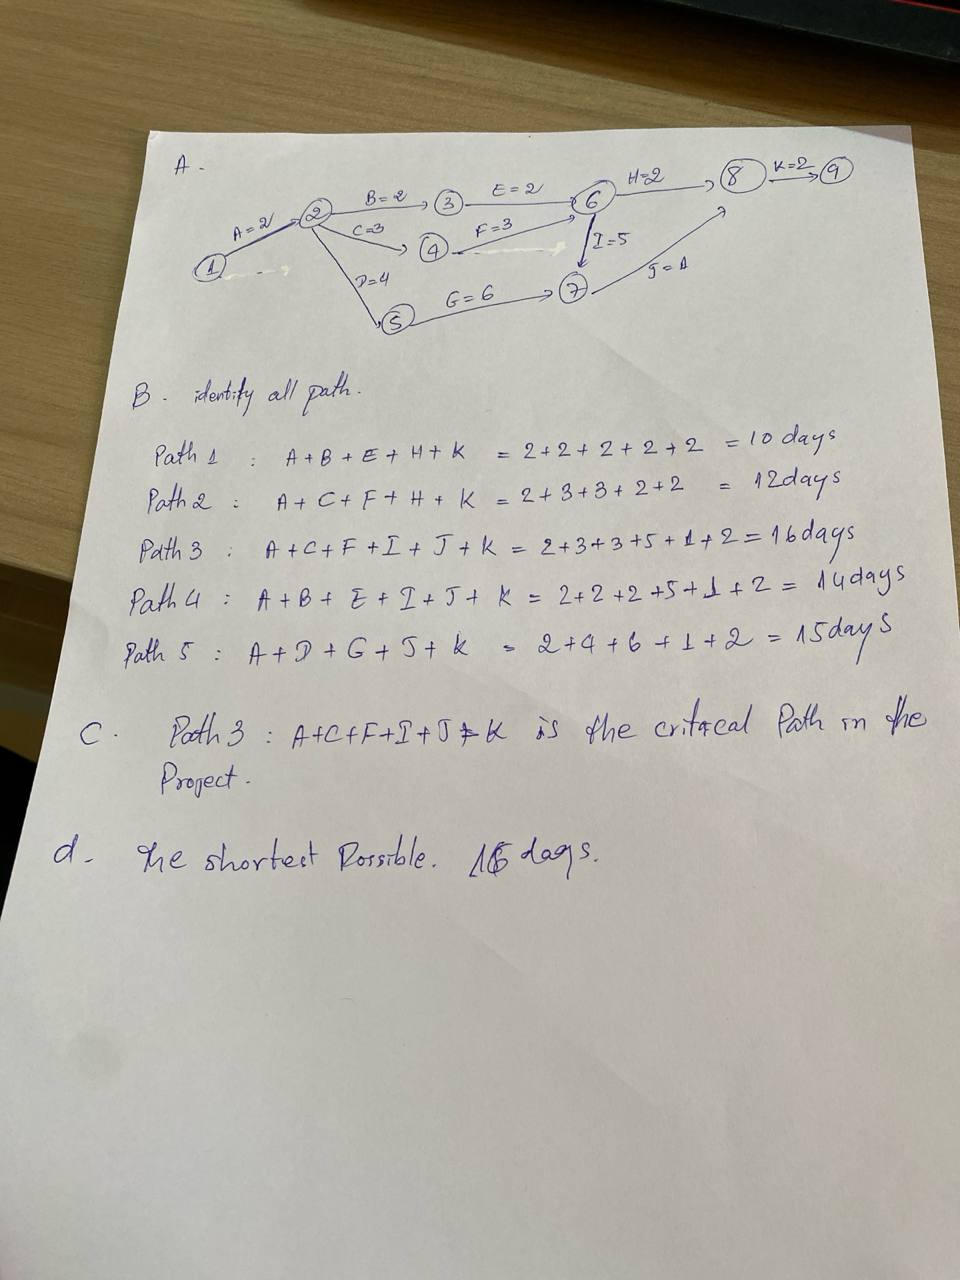 A.
A=2
B=2
E=2
H=2
K=2
C=3
F=3
D=4
I=5
G=6
J=1
1
2
3
4
5
6
7
8
9
B. identify all path.
Path 1 : A+B+E+H+K = 2+2+2+2+2 = 10 days
Path 2 : A+C+F+H+K = 2+3+3+2+2 = 12days
Path 3 : A+C+F+I+J+K = 2+3+3+5+1+2=16days
Path 4 : A+B+E+I+J+K = 2+2+2+5+1+2 = 14days
Path 5 : A+D+G+J+K = 2+4+6+1+2 = 15days
C. Path 3 : A+C+F+I+J+K is the critical Path in the
Project.
d. the shortest Possible. 16 days.